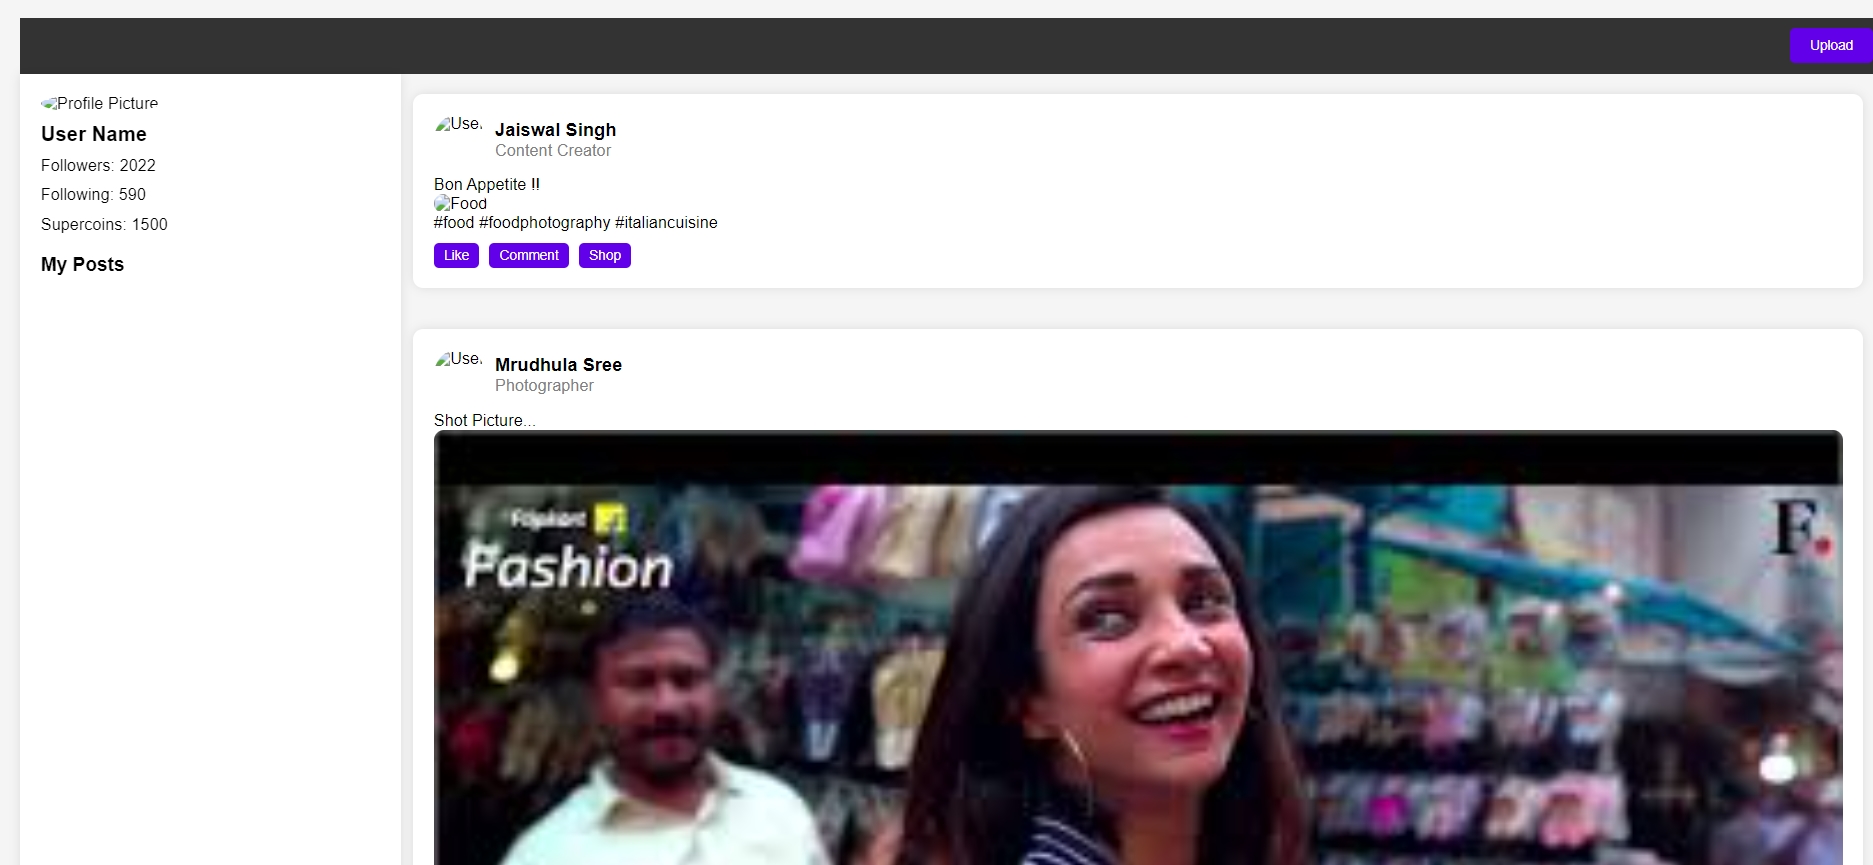 Upload
Profile Picture
User Name
Followers: 2022
Following: 590
Supercoins: 1500
My Posts
Use
Jaiswal Singh
Content Creator
Bon Appetite !!
Food
#food #foodphotography #italiancuisine
Like Comment Shop
Use
Mrudhula Sree
Photographer
Shot Picture...
Flipkart
Fashion
F.